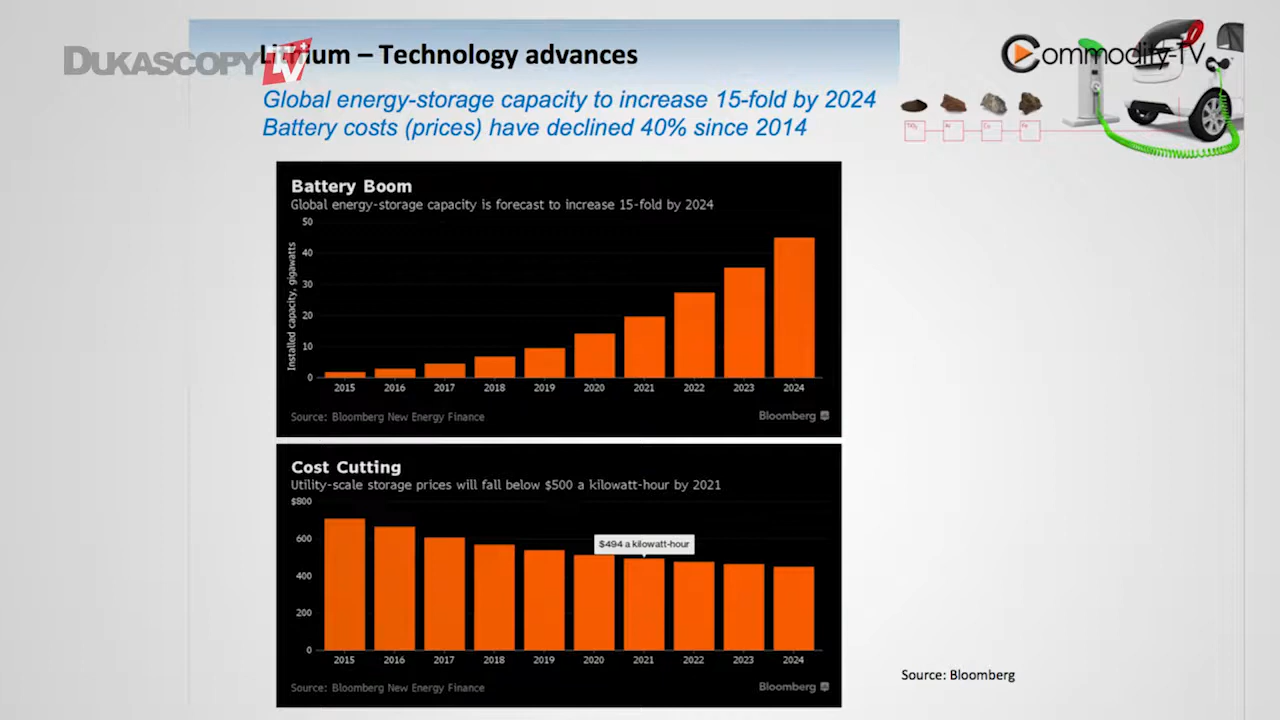 DUKASCOPY TV
Commodity-TV
Lithium – Technology advances
Global energy-storage capacity to increase 15-fold by 2024
Battery costs (prices) have declined 40% since 2014
TiO2 Co
Battery Boom
Global energy-storage capacity is forecast to increase 15-fold by 2024
Installed capacity, gigawatts
50
40
30
20
10
0
2015 2016 2017 2018 2019 2020 2021 2022 2023 2024
Source: Bloomberg New Energy Finance
Bloomberg
Cost Cutting
Utility-scale storage prices will fall below $500 a kilowatt-hour by 2021
$800
600
$494 a kilowatt-hour
400
200
0
2015 2016 2017 2018 2019 2020 2021 2022 2023 2024
Source: Bloomberg New Energy Finance
Bloomberg
Source: Bloomberg